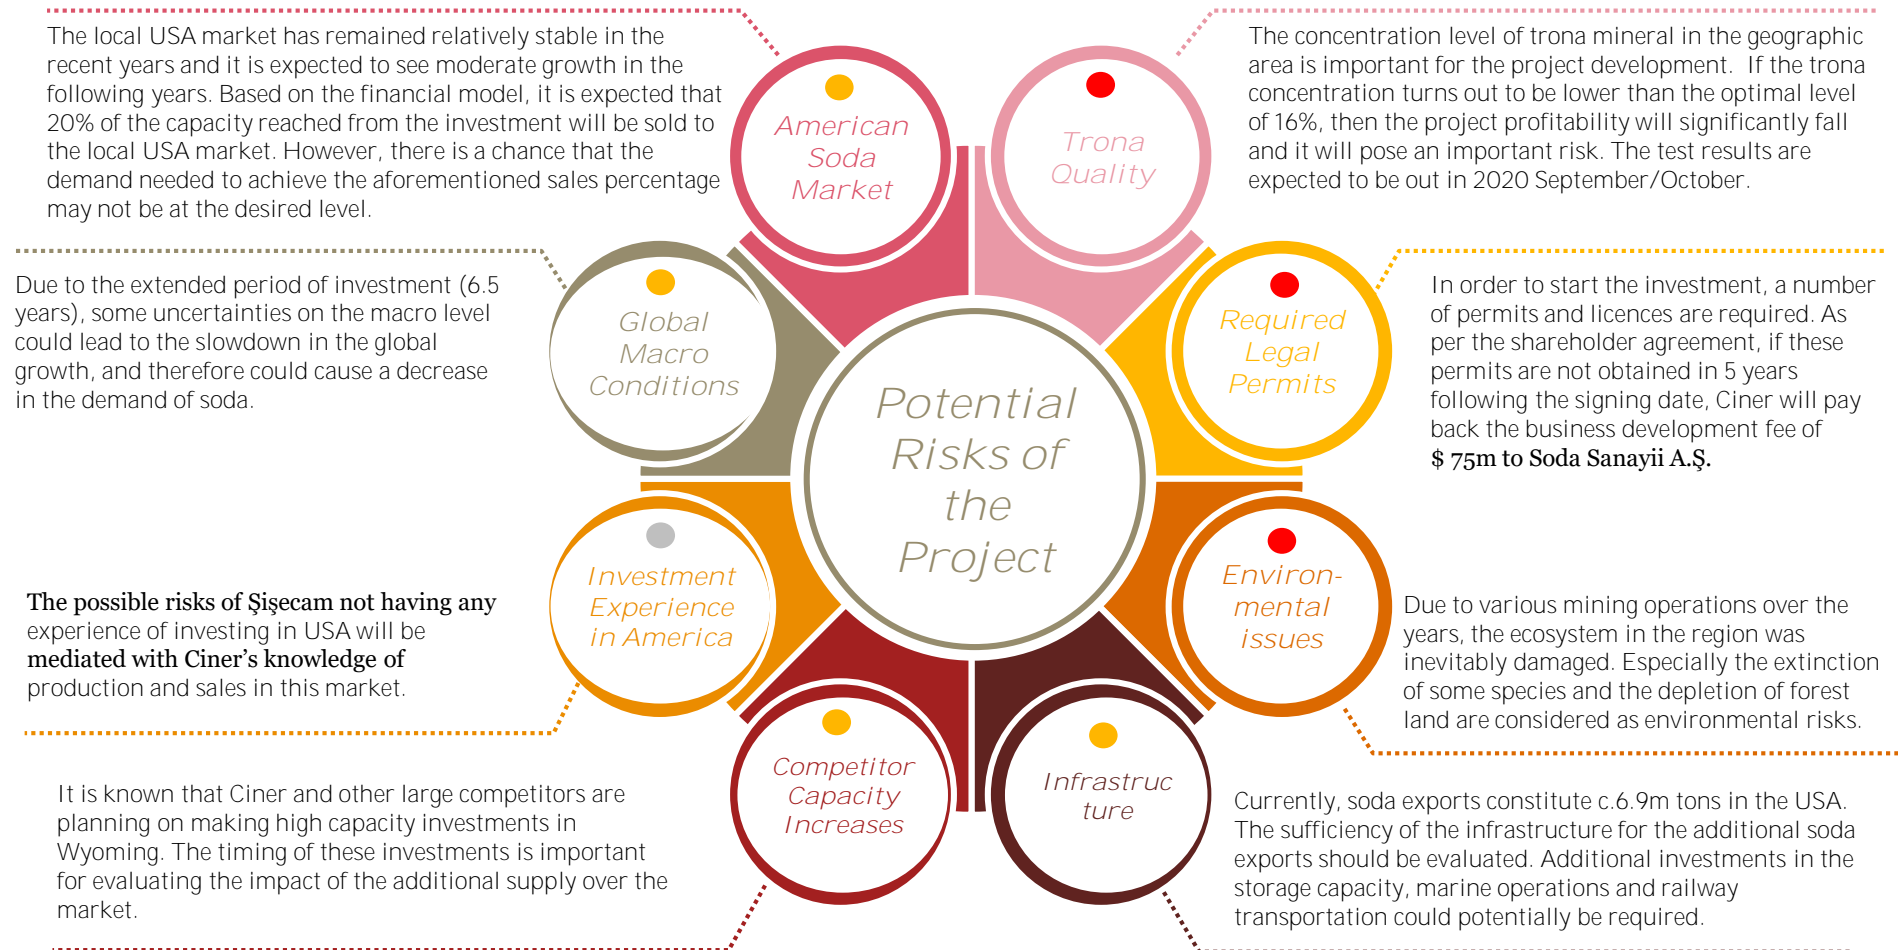 The local USA market has remained relatively stable in the
recent years and it is expected to see moderate growth in the
following years. Based on the financial model, it is expected that
20% of the capacity reached from the investment will be sold to
the local USA market. However, there is a chance that the
demand needed to achieve the aforementioned sales percentage
may not be at the desired level.
American
Soda
Market
Trona
Quality
The concentration level of trona mineral in the geographic
area is important for the project development. If the trona
concentration turns out to be lower than the optimal level
of 16%, then the project profitability will significantly fall
and it will pose an important risk. The test results are
expected to be out in 2020 September/October.
Due to the extended period of investment (6.5
years), some uncertainties on the macro level
could lead to the slowdown in the global
growth, and therefore could cause a decrease
in the demand of soda.
Global
Macro
Conditions
Required
Legal
Permits
In order to start the investment, a number
of permits and licences are required. As
per the shareholder agreement, if these
permits are not obtained in 5 years
following the signing date, Ciner will pay
back the business development fee of
$ 75m to Soda Sanayii A.Ş.
Potential
Risks of
the
Project
The possible risks of Şişecam not having any
experience of investing in USA will be
mediated with Ciner’s knowledge of
production and sales in this market.
Investment
Experience
in America
Environ-
mental
issues
Due to various mining operations over the
years, the ecosystem in the region was
inevitably damaged. Especially the extinction
of some species and the depletion of forest
land are considered as environmental risks.
It is known that Ciner and other large competitors are
planning on making high capacity investments in
Wyoming. The timing of these investments is important
for evaluating the impact of the additional supply over the
market.
Competitor
Capacity
Increases
Infrastruc
ture
Currently, soda exports constitute c.6.9m tons in the USA.
The sufficiency of the infrastructure for the additional soda
exports should be evaluated. Additional investments in the
storage capacity, marine operations and railway
transportation could potentially be required.